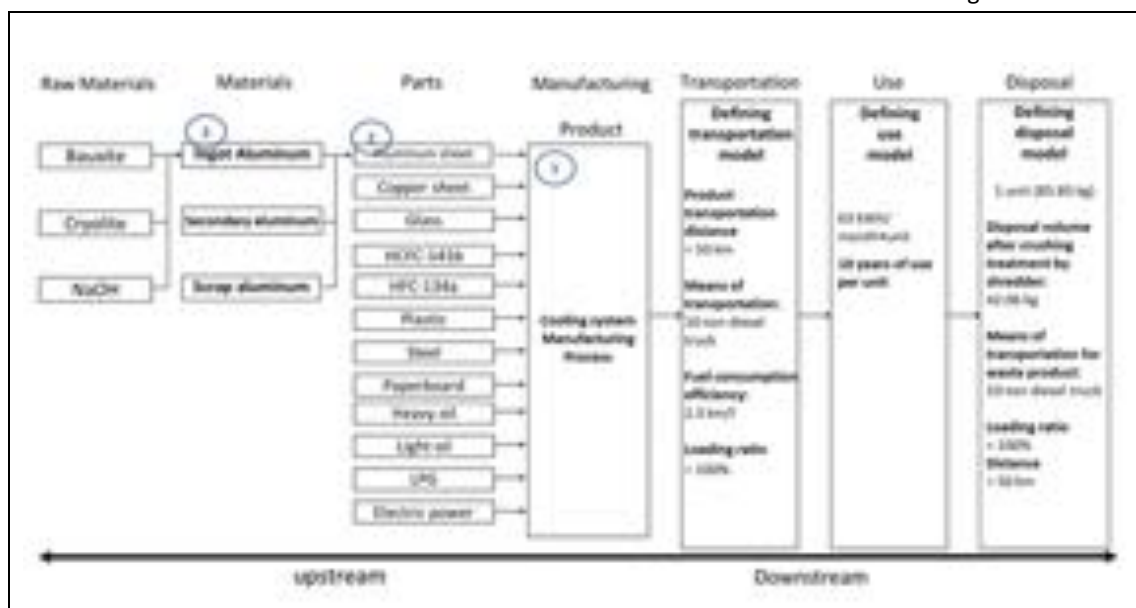 Raw Materials
Materials
Parts
Manufacturing
Transportation
Use
Disposal
Bauxite
Cryolite
NaOH
Ingot Aluminum
Secondary aluminum
Scrap aluminum
Aluminum sheet
Copper sheet
Glass
HCFC 141b
HFC 134a
Plastic
Steel
Paperboard
Heavy oil
Light oil
LPG
Electric power
Product
Cooling system
Manufacturing
Process
Defining
transportation
model
Product
transportation
distance
= 50 km
Means of
transportation:
10 ton diesel
truck
Fuel consumption
efficiency:
Loading ratio
= 100%
Defining
use
model
10 years of use
per unit
Defining
disposal
model
Disposal volume
after crushing
treatment by
shredder:
Means of
transportation for
waste product:
10 ton diesel truck
Loading ratio
= 100%
Distance
= 50 km
upstream
Downstream